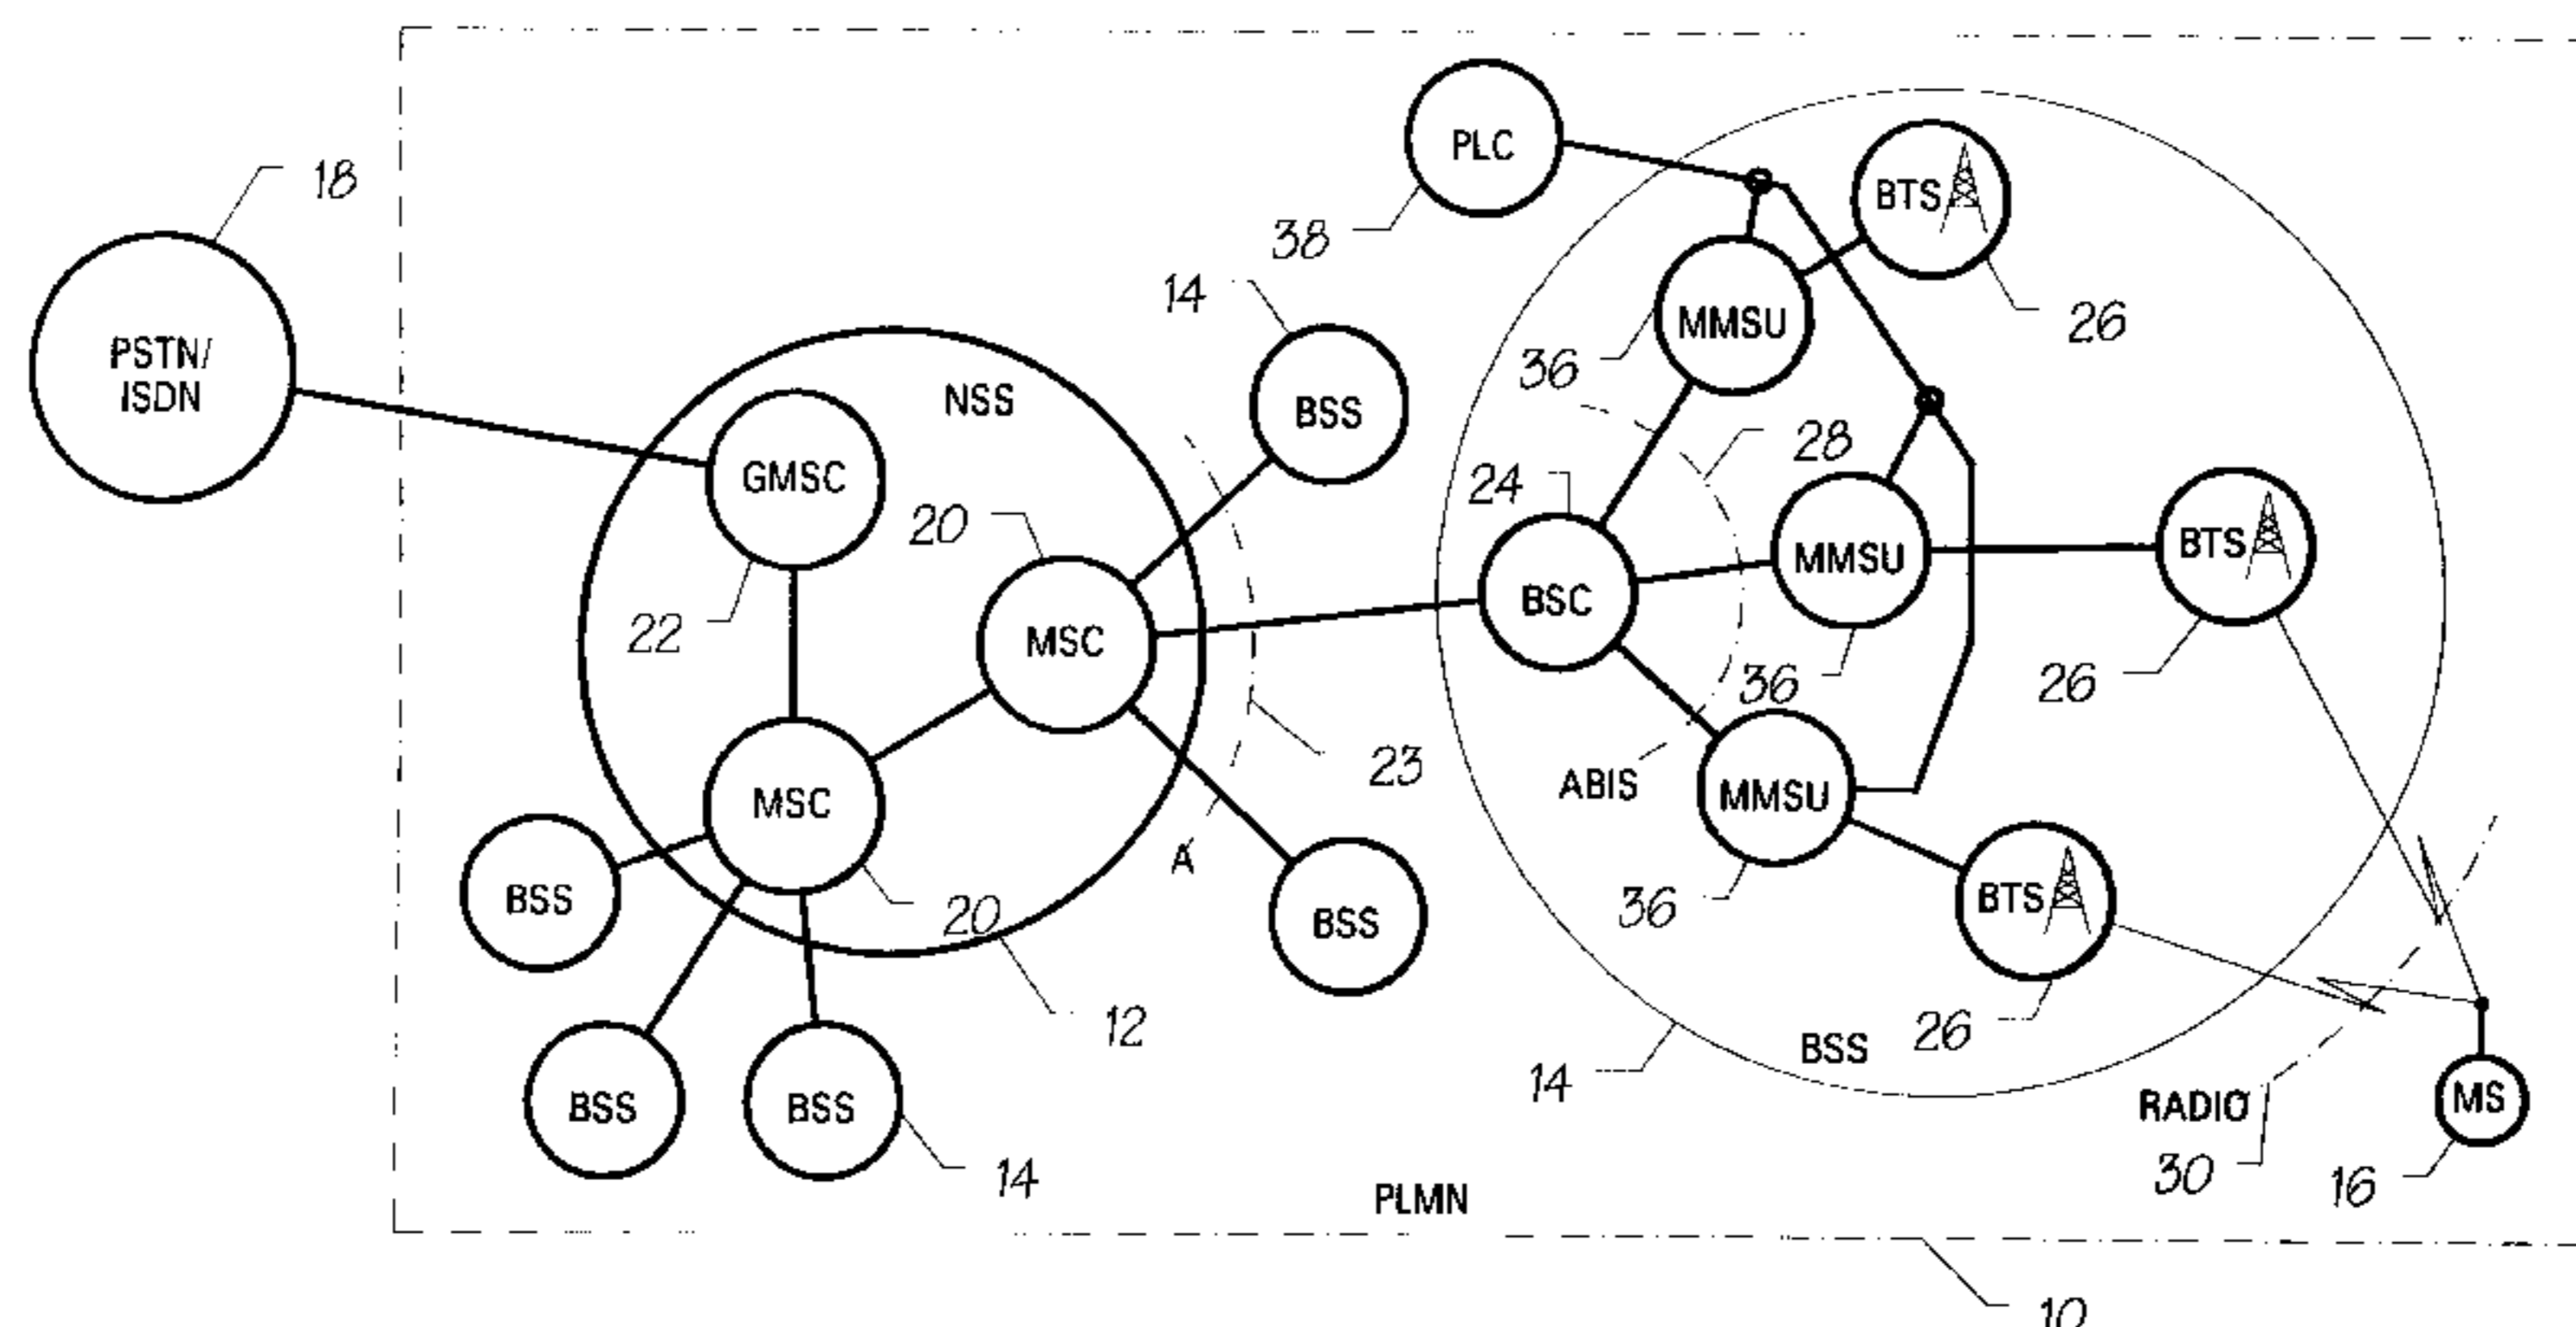 18
PSTN/
ISDN
PLC
38
BTS
26
14
BSS
MMSU
36
NSS
GMSC
22
20
MSC
28
24
BSC
MMSU
36
BTS
26
23
A
ABIS
MMSU
36
BTS
26
MSC
20
12
BSS
BSS
BSS
14
BSS
14
BSS
RADIO
30
MS
16
PLMN
10